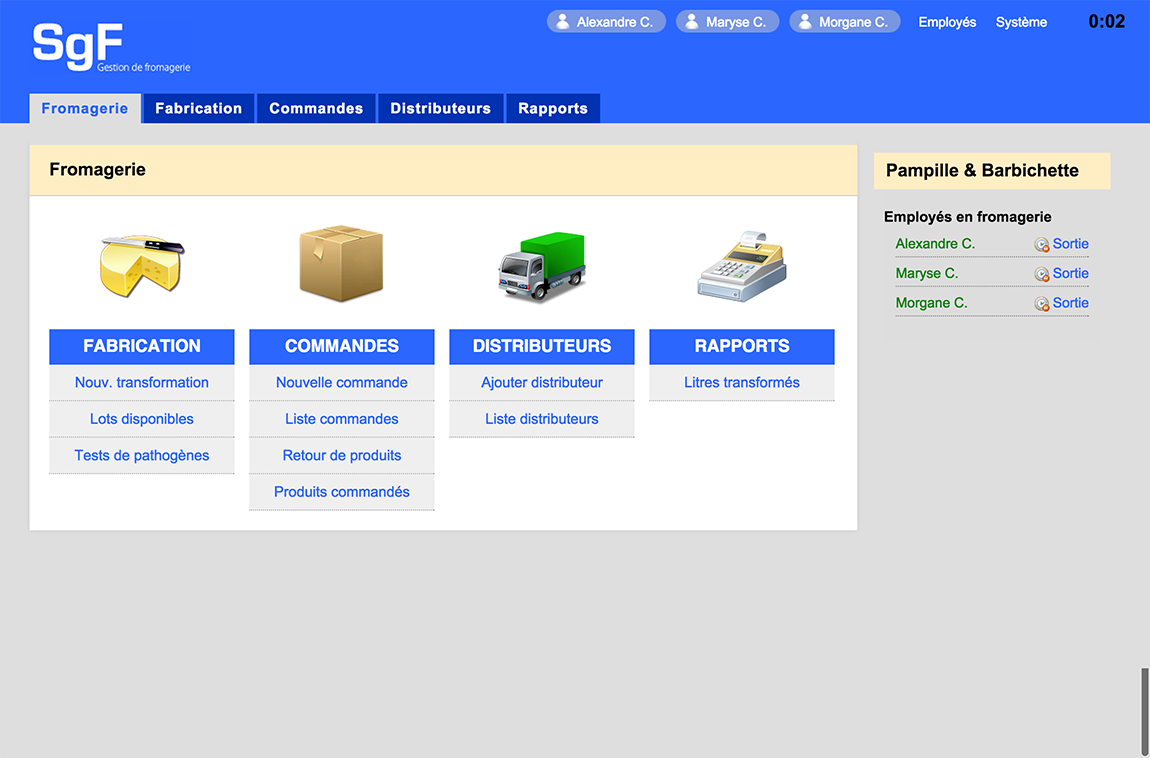 SgF
Gestion de fromagerie
Alexandre C. Maryse C. Morgane C. Employés Système 0:02
Fromagerie Fabrication Commandes Distributeurs Rapports
Fromagerie
FABRICATION
Nouv. transformation
Lots disponibles
Tests de pathogènes
COMMANDES
Nouvelle commande
Liste commandes
Retour de produits
Produits commandés
DISTRIBUTEURS
Ajouter distributeur
Liste distributeurs
RAPPORTS
Litres transformés
Pampille & Barbichette
Employés en fromagerie
Alexandre C. Sortie
Maryse C. Sortie
Morgane C. Sortie